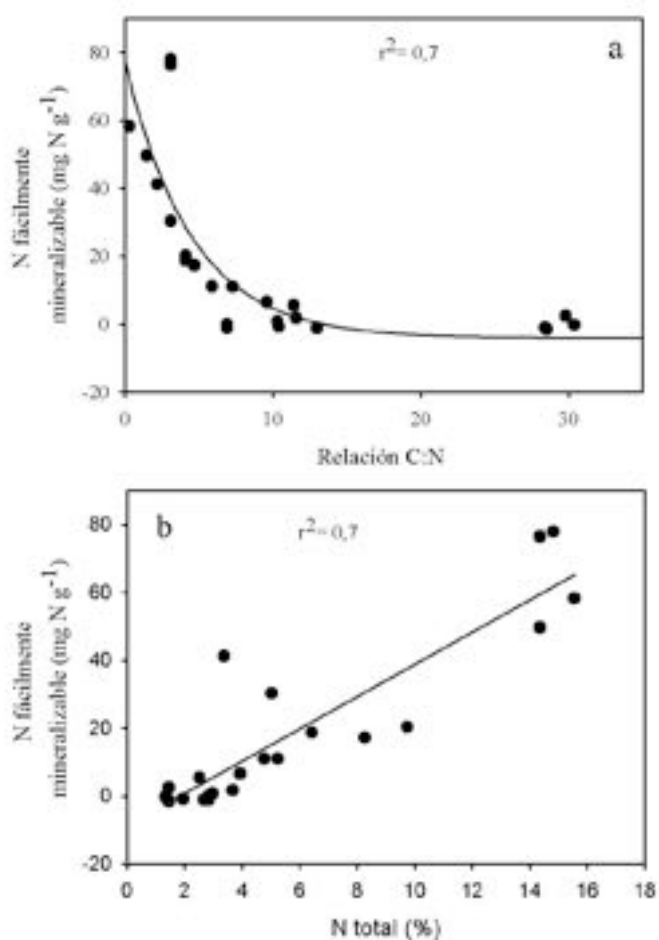 a
r²= 0,7
80
60
40
20
0
-20
0
10
20
30
N fácilmente
mineralizable (mg N g⁻¹)
Relación C:N
b
r²= 0,7
80
60
40
20
0
-20
0
2
4
6
8
10
12
14
16
18
N fácilmente
mineralizable (mg N g⁻¹)
N total (%)